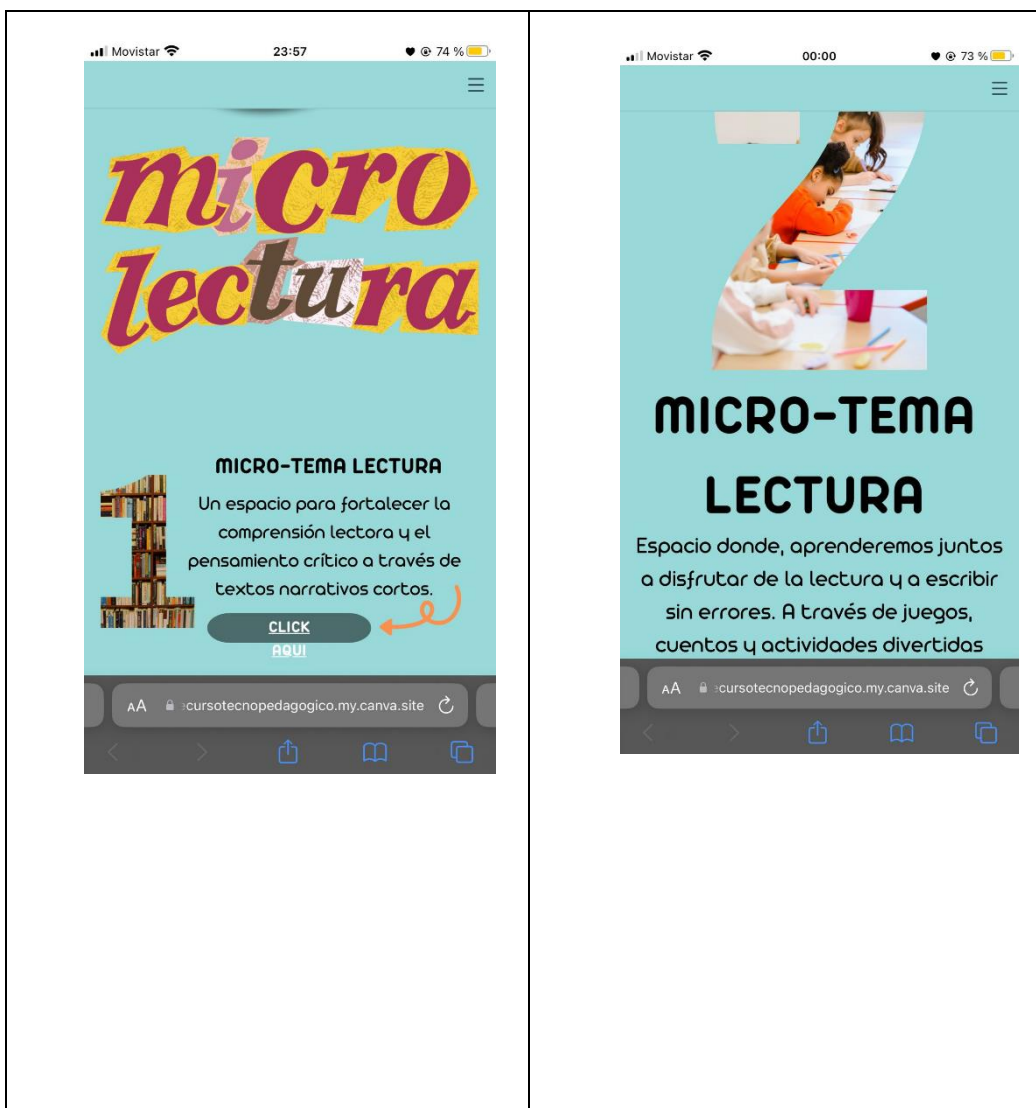 Movistar 23:57 74 %
micro
lectura
MICRO-TEMA LECTURA
Un espacio para fortalecer la
comprensión lectora y el
pensamiento crítico a través de
textos narrativos cortos.
CLICK
AQUI
AA cursotecnopedagogico.my.canva.site
Movistar 00:00 73 %
MICRO-TEMA
LECTURA
Espacio donde, aprenderemos juntos
a disfrutar de la lectura y a escribir
sin errores. A través de juegos,
cuentos y actividades divertidas
AA cursotecnopedagogico.my.canva.site